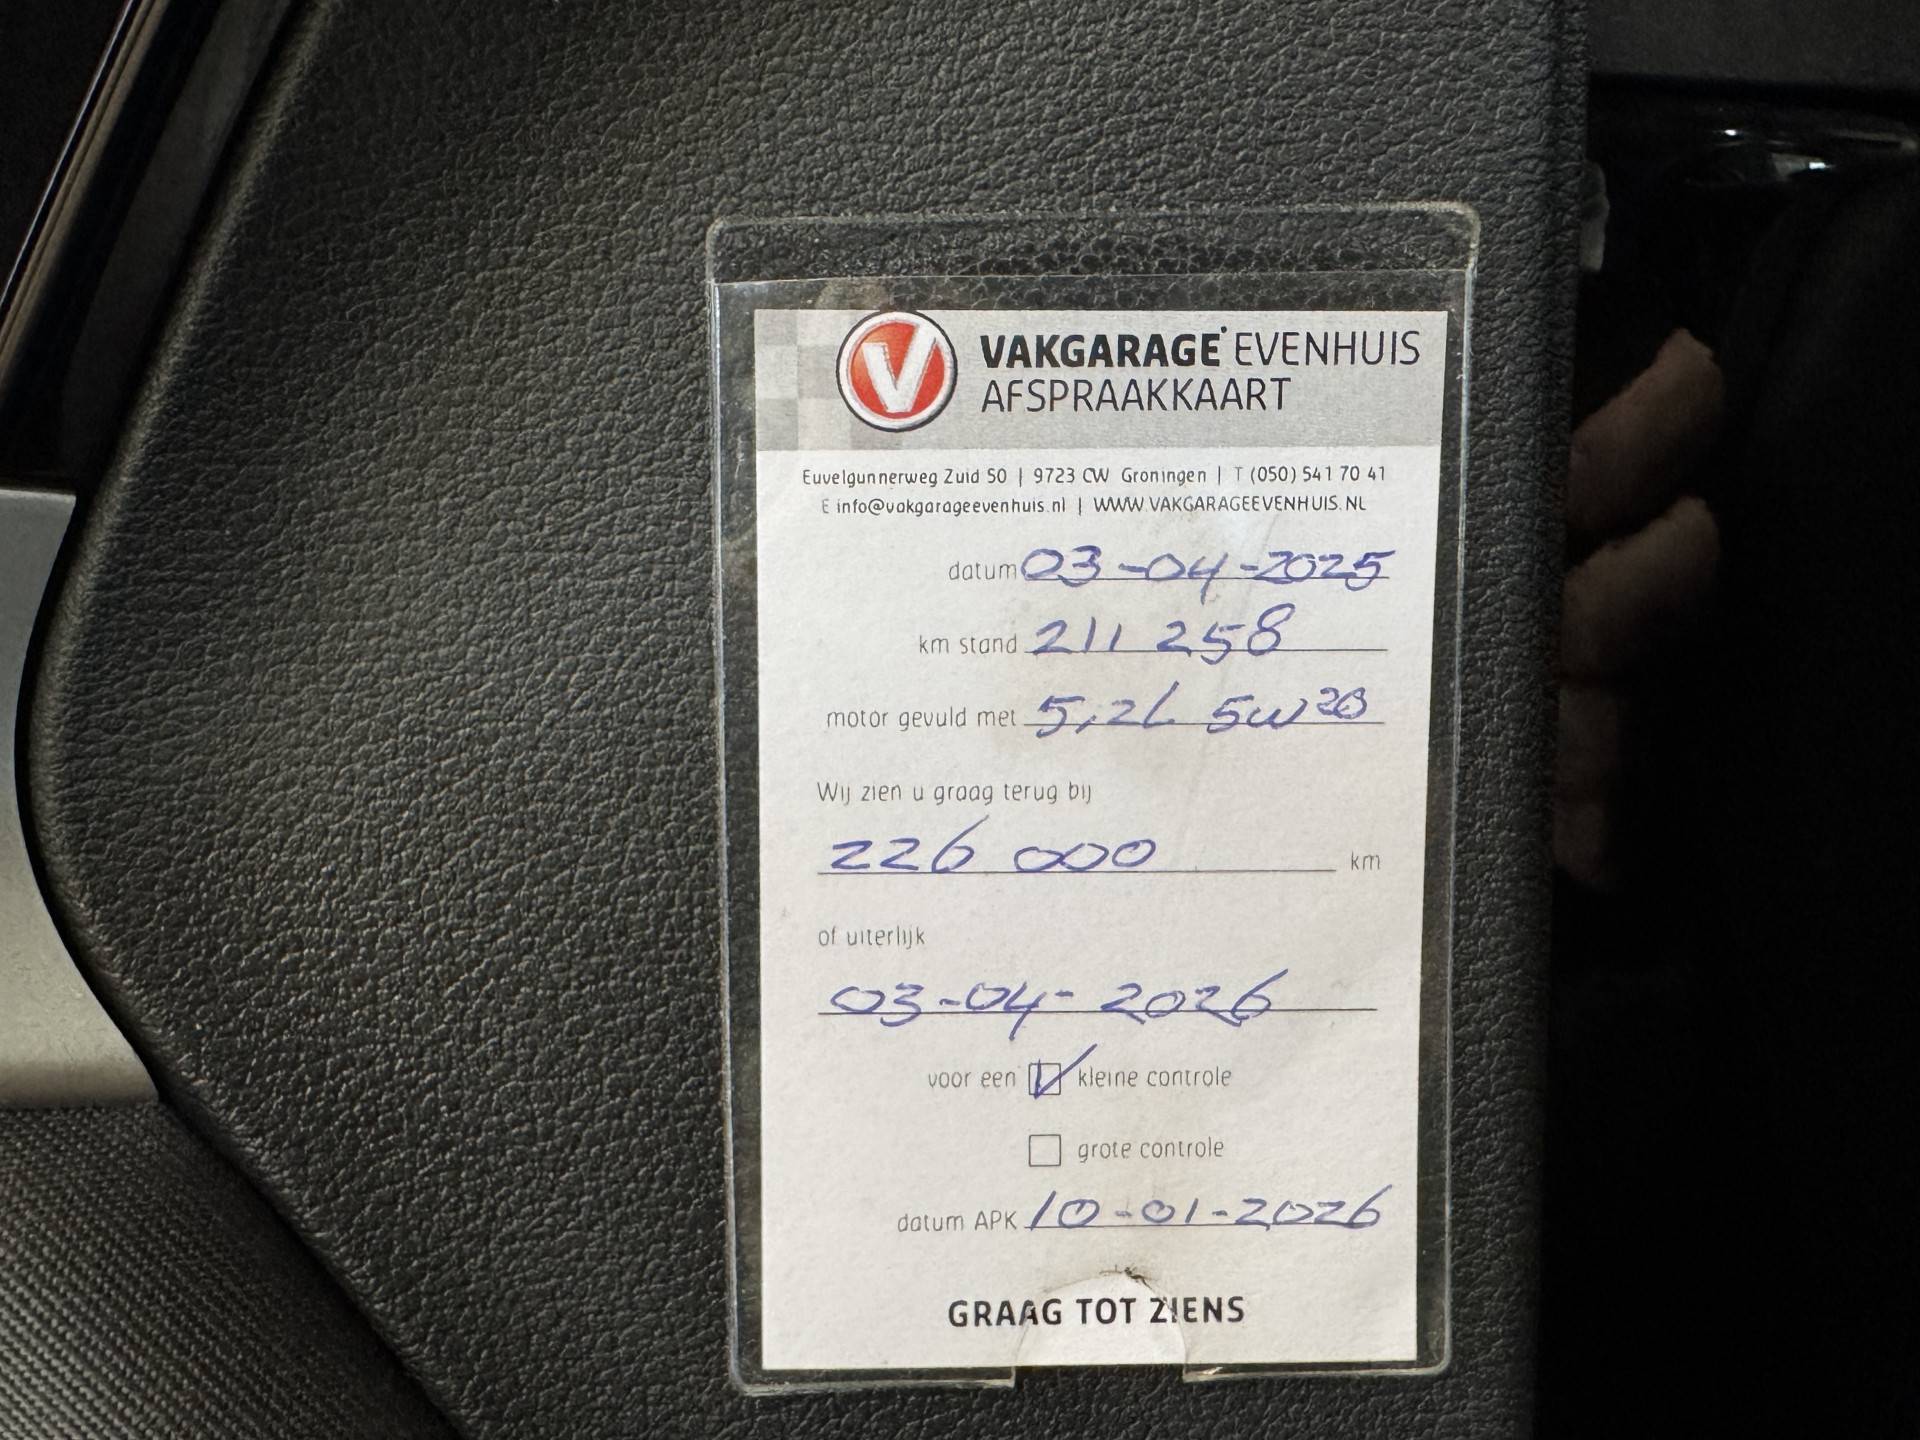 V VAKGARAGE EVENHUIS
AFSPRAAKKAART
Euvelgunnerweg Zuid 50 | 9723 CW Groningen | T (050) 541 70 41
E info@vakgarageevenhuis.nl | WWW.VAKGARAGEEVENHUIS.NL
datum 03-04-2025
km stand 211 258
motor gevuld met 5,2L 5W20
Wij zien u graag terug bij
226 000 km
of uiterlijk
03-04-2026
voor een kleine controle
grote controle
datum APK 10-01-2026
GRAAG TOT ZIENS